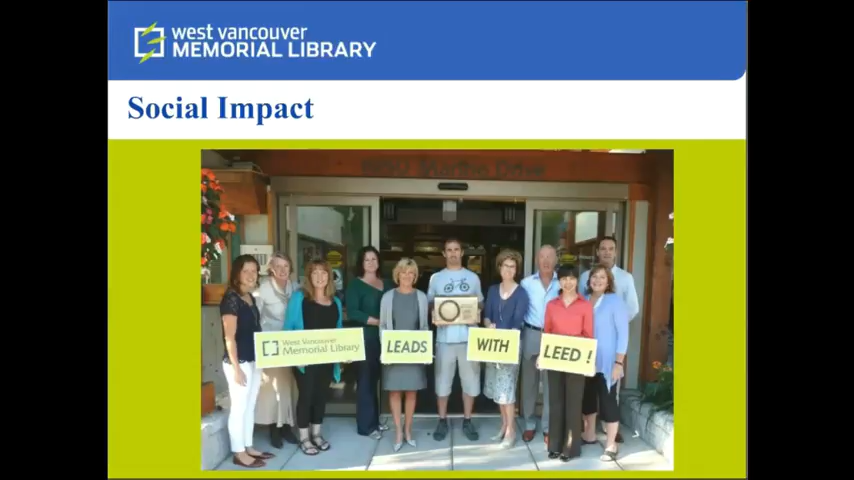 west vancouver
MEMORIAL LIBRARY
Social Impact
West Vancouver
Memorial Library
LEADS
WITH
LEED !